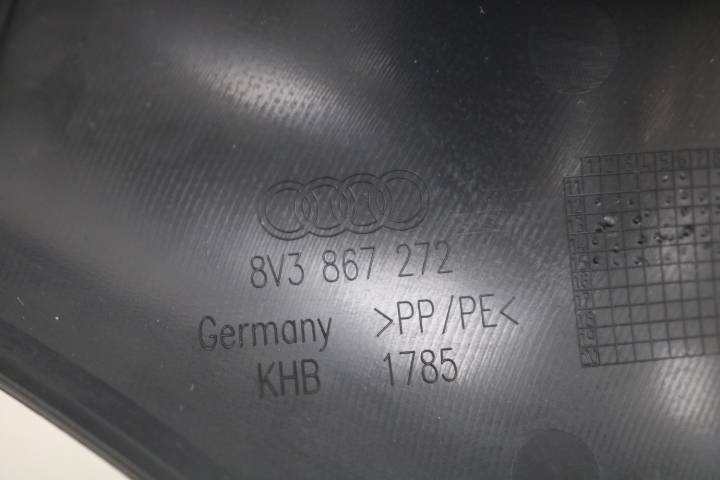 8V3 867 272
Germany >PP/PE<
KHB 1785